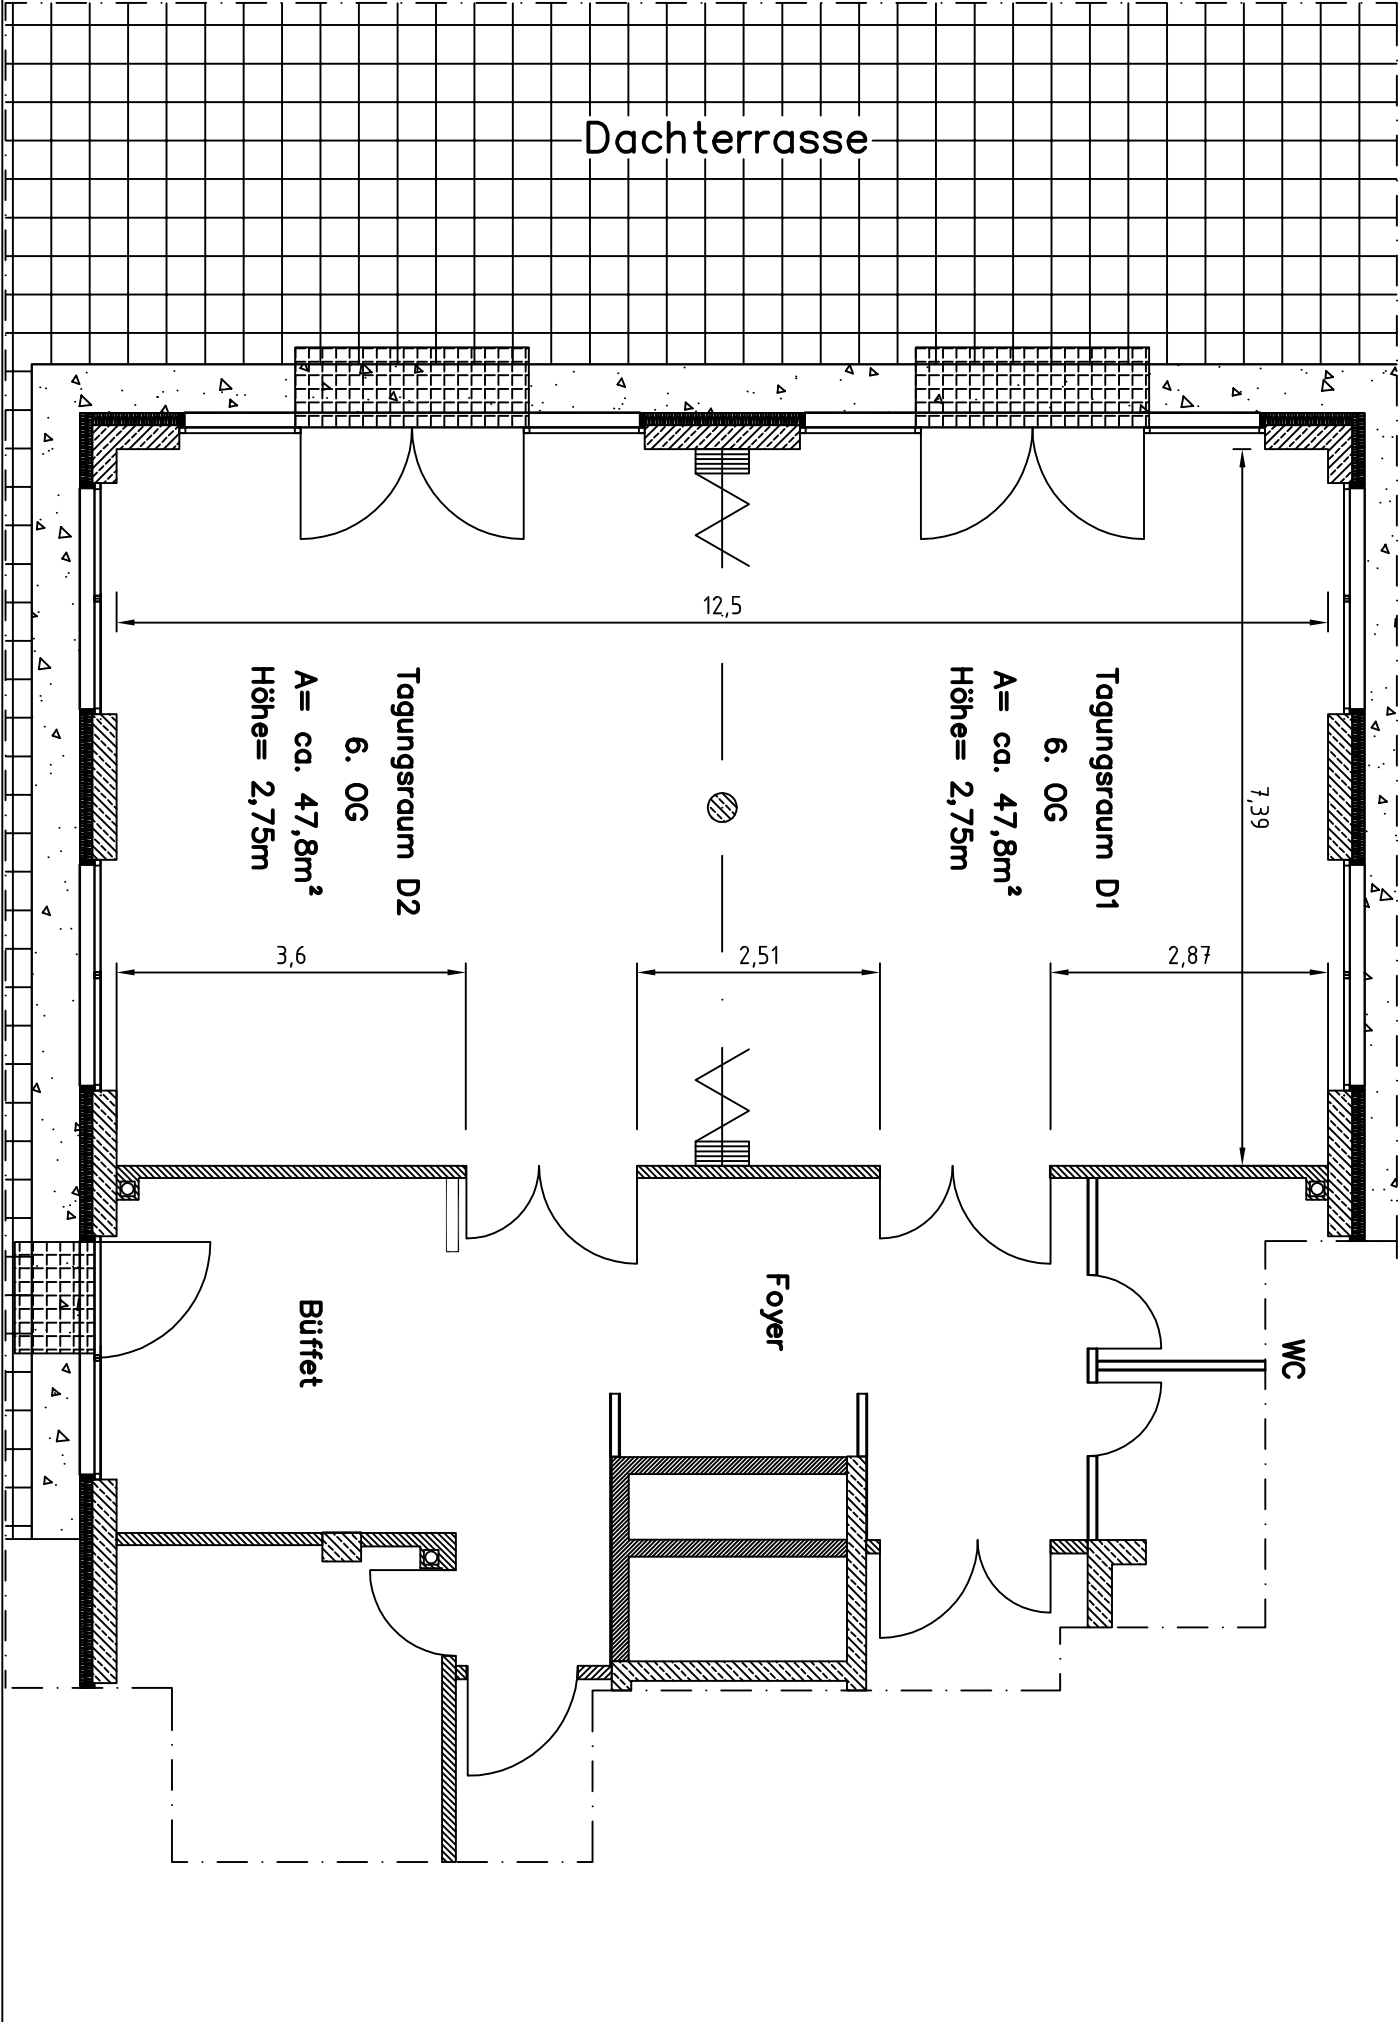 Dachterrasse
12,5
7,39
Tagungsraum D1
6. OG
A= ca. 47,8m²
Höhe= 2,75m
Tagungsraum D2
6. OG
A= ca. 47,8m²
Höhe= 2,75m
3,6
2,51
2,87
Foyer
Büffet
WC